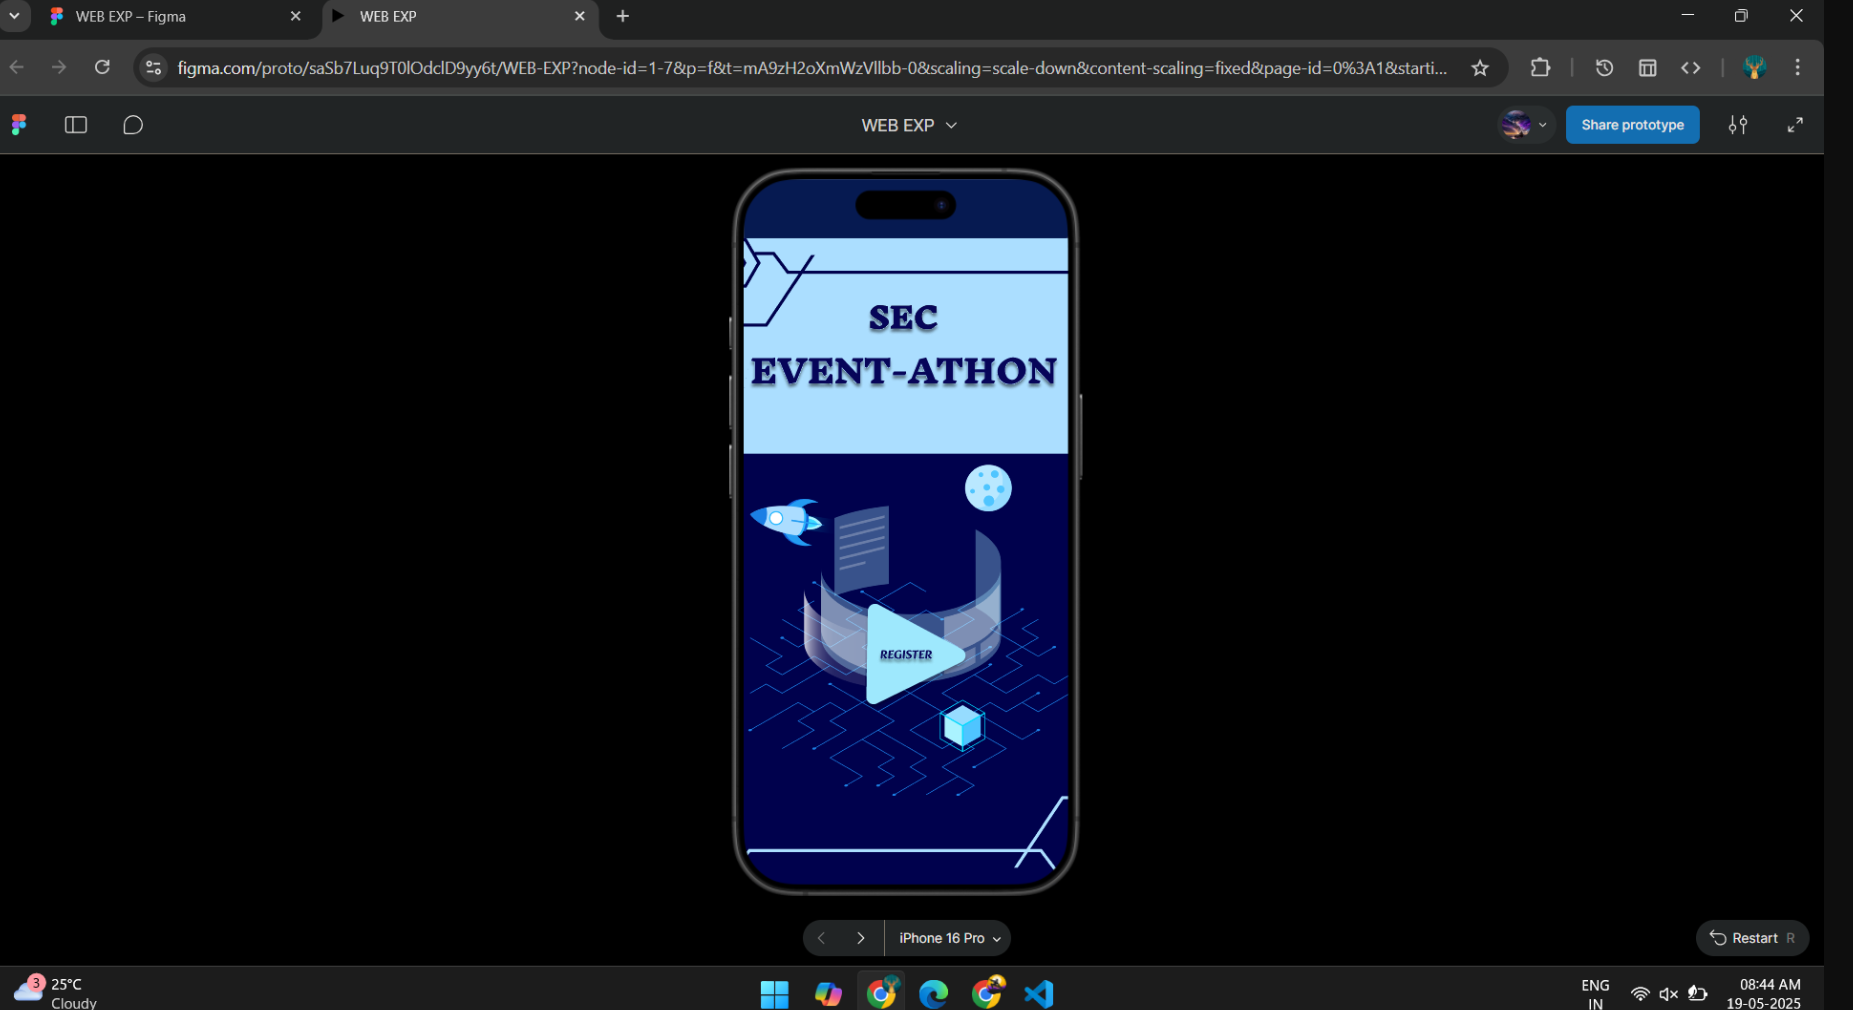 WEB EXP – Figma
WEB EXP
figma.com/proto/saSb7Luq9T0lOdclD9yy6t/WEB-EXP?node-id=1-7&p=f&t=mA9zH2oXmWzVllbb-0&scaling=scale-down&content-scaling=fixed&page-id=0%3A1&starti...
WEB EXP
Share prototype
SEC
EVENT-ATHON
REGISTER
iPhone 16 Pro
Restart R
3
25°C
Cloudy
ENG
IN
08:44 AM
19-05-2025